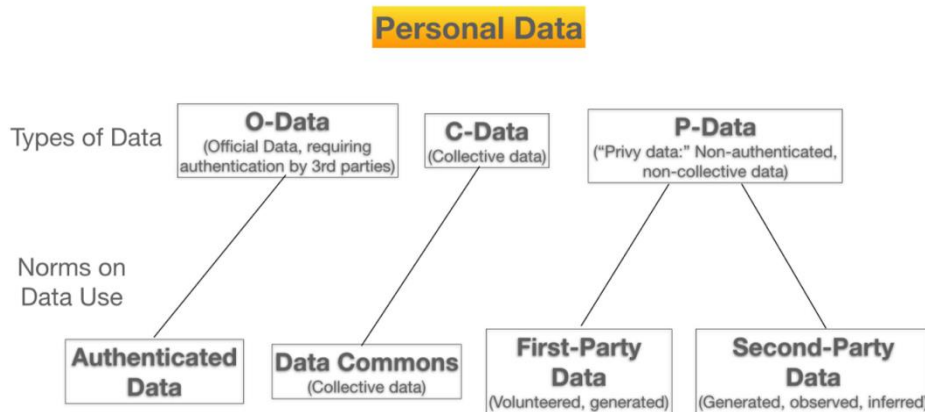 Personal Data
Types of Data
O-Data
(Official Data, requiring
authentication by 3rd parties)
C-Data
(Collective data)
P-Data
("Privy data:" Non-authenticated,
non-collective data)
Norms on
Data Use
Authenticated
Data
Data Commons
(Collective data)
First-Party
Data
(Volunteered, generated)
Second-Party
Data
(Generated, observed, inferred)